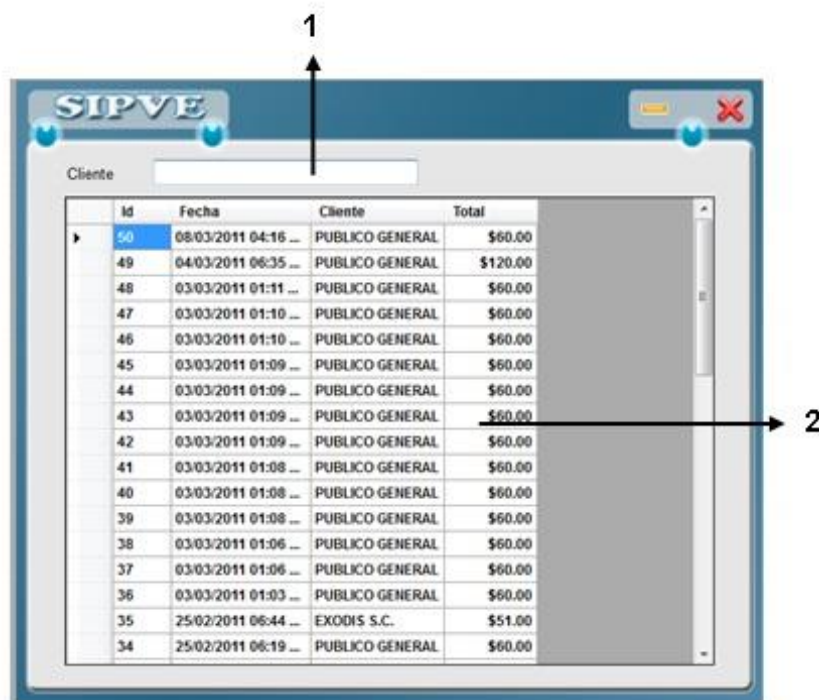 1
SIPVE
Cliente
Id Fecha Cliente Total
50 08/03/2011 04:16 ... PUBLICO GENERAL $60.00
49 04/03/2011 06:35 ... PUBLICO GENERAL $120.00
48 03/03/2011 01:11 ... PUBLICO GENERAL $60.00
47 03/03/2011 01:10 ... PUBLICO GENERAL $60.00
46 03/03/2011 01:10 ... PUBLICO GENERAL $60.00
45 03/03/2011 01:09 ... PUBLICO GENERAL $60.00
44 03/03/2011 01:09 ... PUBLICO GENERAL $60.00
43 03/03/2011 01:09 ... PUBLICO GENERAL $60.00
2
42 03/03/2011 01:09 ... PUBLICO GENERAL $60.00
41 03/03/2011 01:08 ... PUBLICO GENERAL $60.00
40 03/03/2011 01:08 ... PUBLICO GENERAL $60.00
39 03/03/2011 01:08 ... PUBLICO GENERAL $60.00
38 03/03/2011 01:06 ... PUBLICO GENERAL $60.00
37 03/03/2011 01:06 ... PUBLICO GENERAL $60.00
36 03/03/2011 01:03 ... PUBLICO GENERAL $60.00
35 25/02/2011 06:44 ... EXODIS S.C. $51.00
34 25/02/2011 06:19 ... PUBLICO GENERAL $60.00